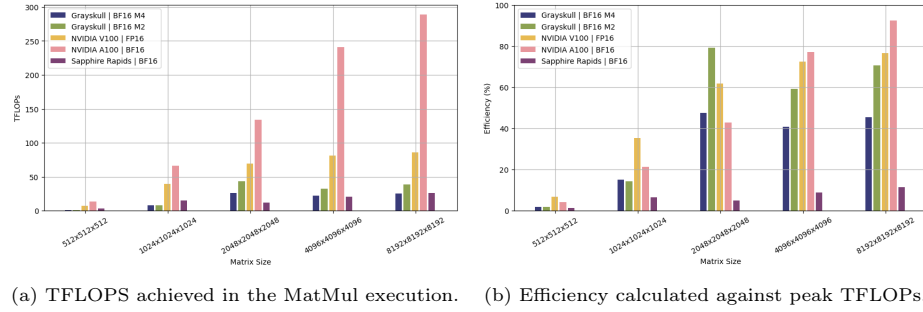 300
250
200
150
100
50
0
TFLOPs
Grayskull | BF16 M4
Grayskull | BF16 M2
NVIDIA V100 | FP16
NVIDIA A100 | BF16
Sapphire Rapids | BF16
512x512x512
1024x1024x1024
2048x2048x2048
4096x4096x4096
8192x8192x8192
Matrix Size
(a) TFLOPS achieved in the MatMul execution.
100
80
60
40
20
0
Efficiency (%)
Grayskull | BF16 M4
Grayskull | BF16 M2
NVIDIA V100 | FP16
NVIDIA A100 | BF16
Sapphire Rapids | BF16
512x512x512
1024x1024x1024
2048x2048x2048
4096x4096x4096
8192x8192x8192
Matrix Size
(b) Efficiency calculated against peak TFLOPs